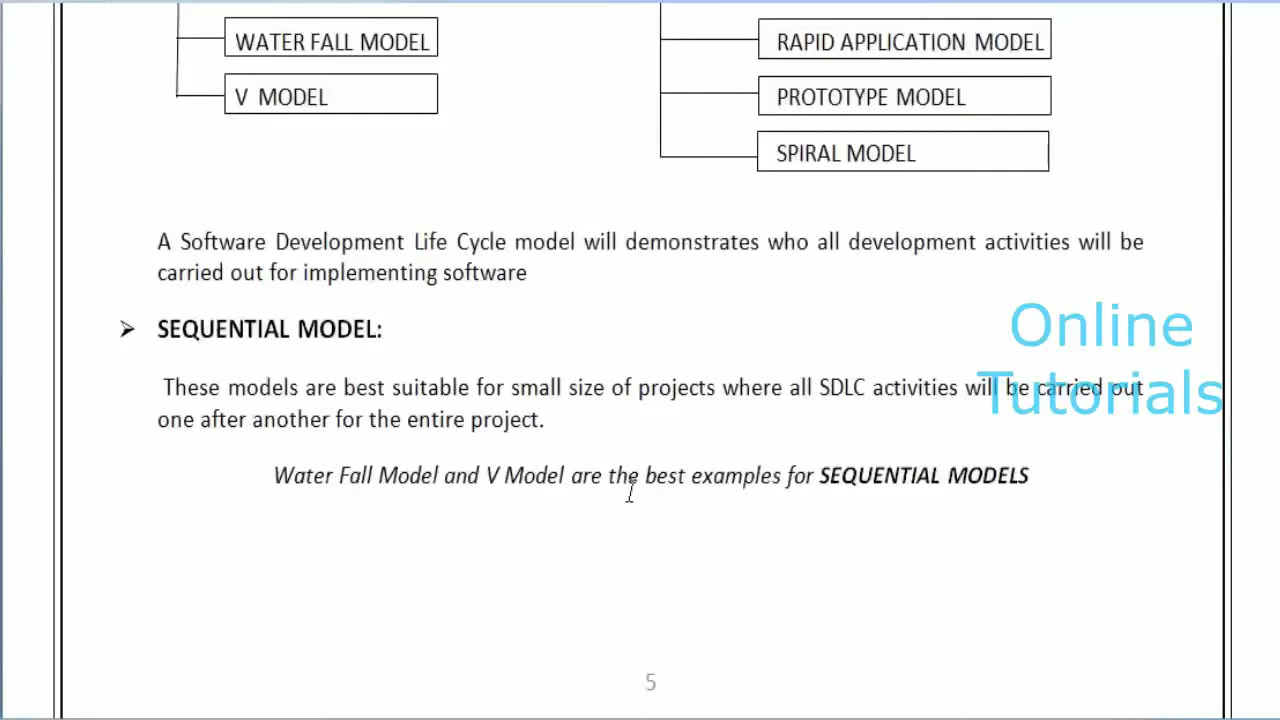 WATER FALL MODEL
V MODEL
RAPID APPLICATION MODEL
PROTOTYPE MODEL
SPIRAL MODEL
A Software Development Life Cycle model will demonstrates who all development activities will be
carried out for implementing software
➢ SEQUENTIAL MODEL:
These models are best suitable for small size of projects where all SDLC activities will be carried out
one after another for the entire project.
Water Fall Model and V Model are the best examples for SEQUENTIAL MODELS
Online
Tutorials
5